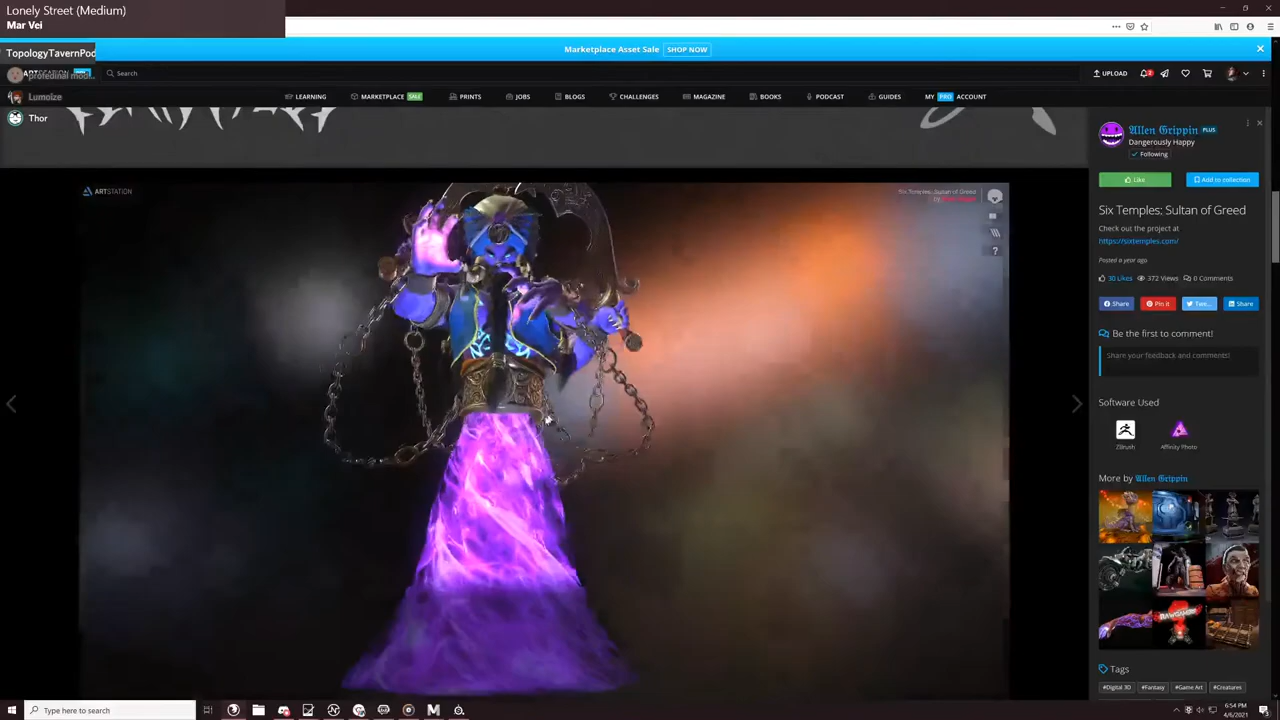 Lonely Street (Medium)
Mar Vei
TopologyTavernPod
Marketplace Asset Sale SHOP NOW
Search
UPLOAD
2
Lumoize
LEARNING MARKETPLACE SALE PRINTS JOBS BLOGS CHALLENGES MAGAZINE BOOKS PODCAST GUIDES MY PRO ACCOUNT
Thor
ARTSTATION
Six Temples: Sultan of Greed
by
?
Allen Grippin PLUS
Dangerously Happy
Following
Like
Add to collection
Six Temples: Sultan of Greed
Check out the project at
https://sixtemples.com/
Posted a year ago
30 Likes 372 Views 0 Comments
Share Pin it Twe... Share
Be the first to comment!
Share your feedback and comments!
Software Used
ZBrush Affinity Photo
More by Allen Grippin
Tags
#Digital 3D #Fantasy #Game Art #Creatures
Type here to search
6:54 PM
4/6/2021